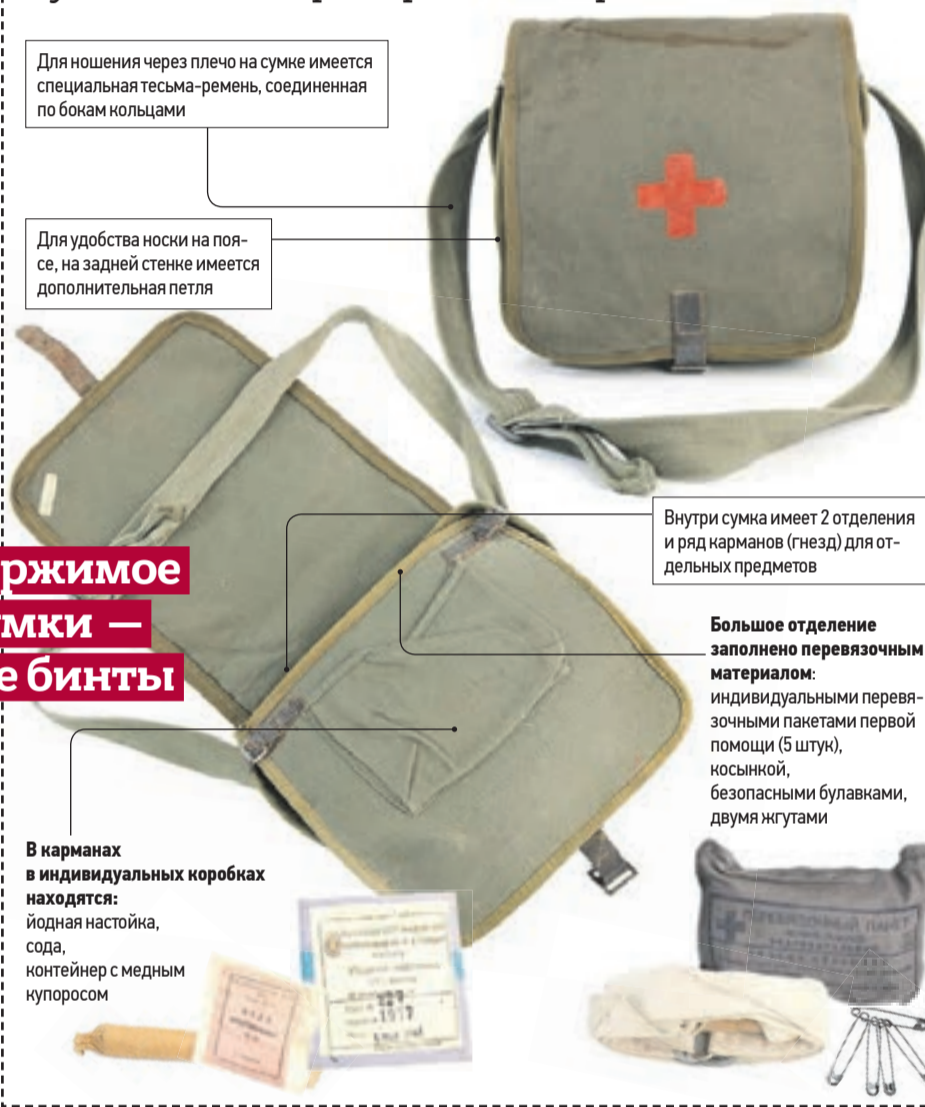 Для ношения через плечо на сумке имеется
специальная тесьма-ремень, соединенная
по бокам кольцами
Для удобства носки на поя-
се, на задней стенке имеется
дополнительная петля
Внутри сумка имеет 2 отделения
и ряд карманов (гнезд) для от-
дельных предметов
ржимое
мки —
е бинты
Большое отделение
заполнено перевязочным
материалом:
индивидуальными перевя-
зочными пакетами первой
помощи (5 штук),
косынкой,
безопасными булавками,
двумя жгутами
В карманах
в индивидуальных коробках
находятся:
йодная настойка,
сода,
контейнер с медным
купоросом
ПЕРЕВЯЗОЧНЫЙ ПАКЕТ